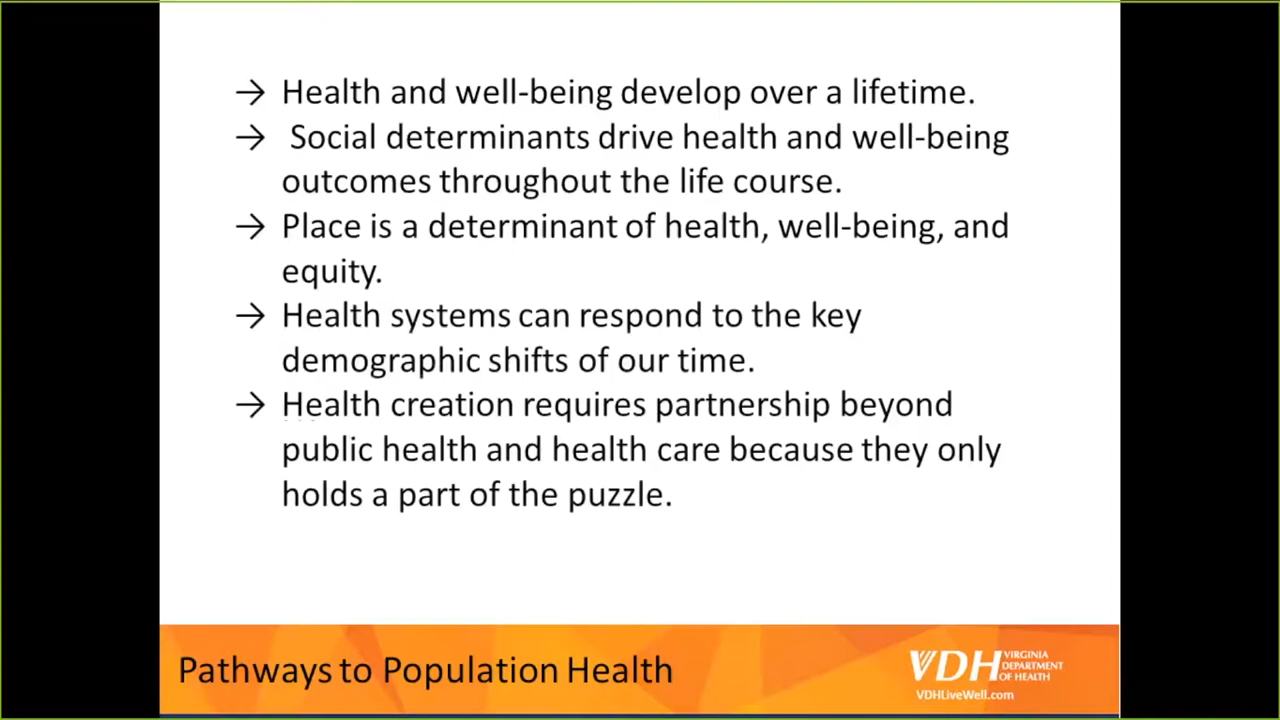 → Health and well-being develop over a lifetime.
→ Social determinants drive health and well-being
outcomes throughout the life course.
→ Place is a determinant of health, well-being, and
equity.
→ Health systems can respond to the key
demographic shifts of our time.
→ Health creation requires partnership beyond
public health and health care because they only
holds a part of the puzzle.
Pathways to Population Health
VDH VIRGINIA
DEPARTMENT
OF HEALTH
VDHLiveWell.com